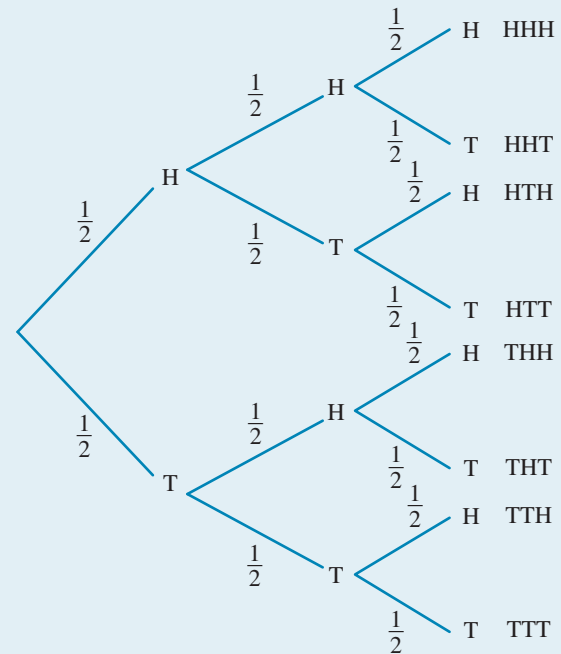 1/2 H HHH
1/2 H
1/2 T HHT
1/2 H
1/2 H HTH
1/2 T
1/2 T HTT
1/2 H THH
1/2 H
1/2 T THT
1/2 T
1/2 H TTH
1/2 T
1/2 T TTT